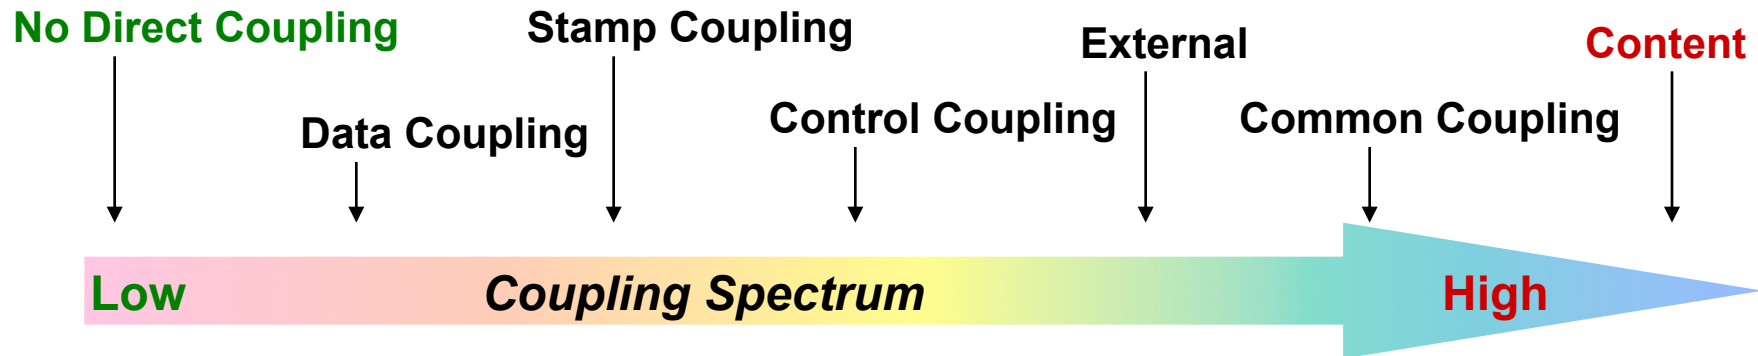 No Direct Coupling
Stamp Coupling
External
Content
Data Coupling
Control Coupling
Common Coupling
Low
Coupling Spectrum
High